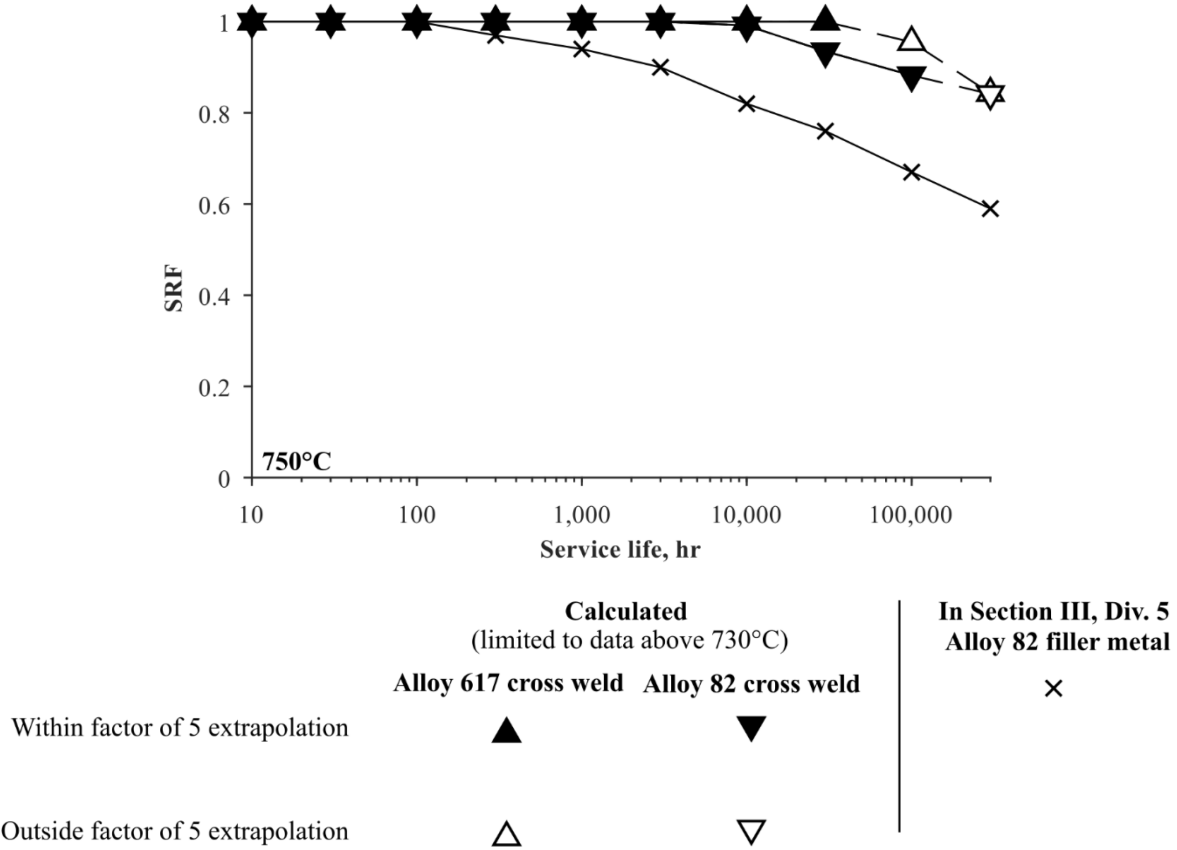 1
0.8
0.6
0.4
0.2
0
SRF
750°C
10
100
1,000
10,000
100,000
Service life, hr
Calculated
(limited to data above 730°C)
In Section III, Div. 5
Alloy 82 filler metal
Alloy 617 cross weld
Alloy 82 cross weld
Within factor of 5 extrapolation
Outside factor of 5 extrapolation